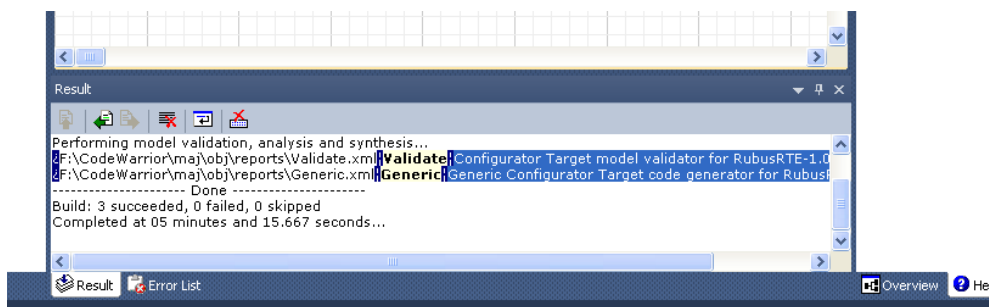 Result
Performing model validation, analysis and synthesis...
F:\CodeWarrior\maj\obj\reports\Validate.xml Validate Configurator Target model validator for RubusRTE-1.0
F:\CodeWarrior\maj\obj\reports\Generic.xml Generic Generic Configurator Target code generator for Rubus
---------------------- Done ----------------------
Build: 3 succeeded, 0 failed, 0 skipped
Completed at 05 minutes and 15.667 seconds...
Result Error List Overview He